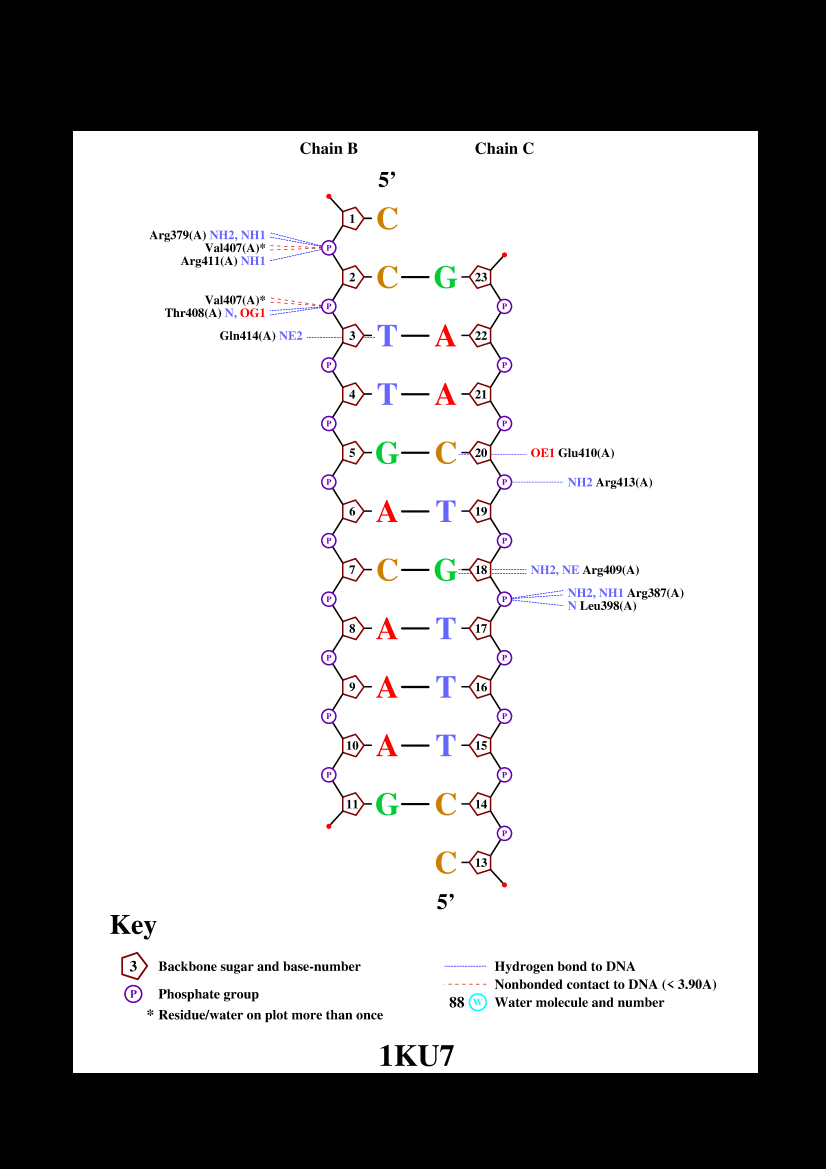 Chain B Chain C
5’
1 C
Arg379(A) NH2, NH1
Val407(A)* P
Arg411(A) NH1
2 C G 23
Val407(A)* P P
Thr408(A) N, OG1
Gln414(A) NE2 3 T A 22
P P
4 T A 21
P P
5 G C 20 OE1 Glu410(A)
P P NH2 Arg413(A)
6 A T 19
P P
7 C G 18 NH2, NE Arg409(A)
P P NH2, NH1 Arg387(A)
N Leu398(A)
8 A T 17
P P
9 A T 16
P P
10 A T 15
P P
11 G C 14
P
C 13
5’
Key
3 Backbone sugar and base-number
P Phosphate group
* Residue/water on plot more than once
Hydrogen bond to DNA
Nonbonded contact to DNA (< 3.90A)
88 W Water molecule and number
1KU7